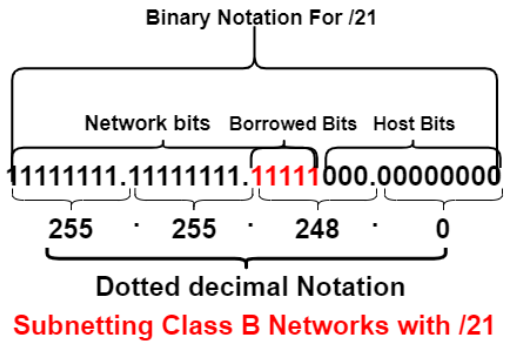 Binary Notation For /21
Network bits Borrowed Bits Host Bits
11111111.11111111.11111000.00000000
255 . 255 . 248 . 0
Dotted decimal Notation
Subnetting Class B Networks with /21